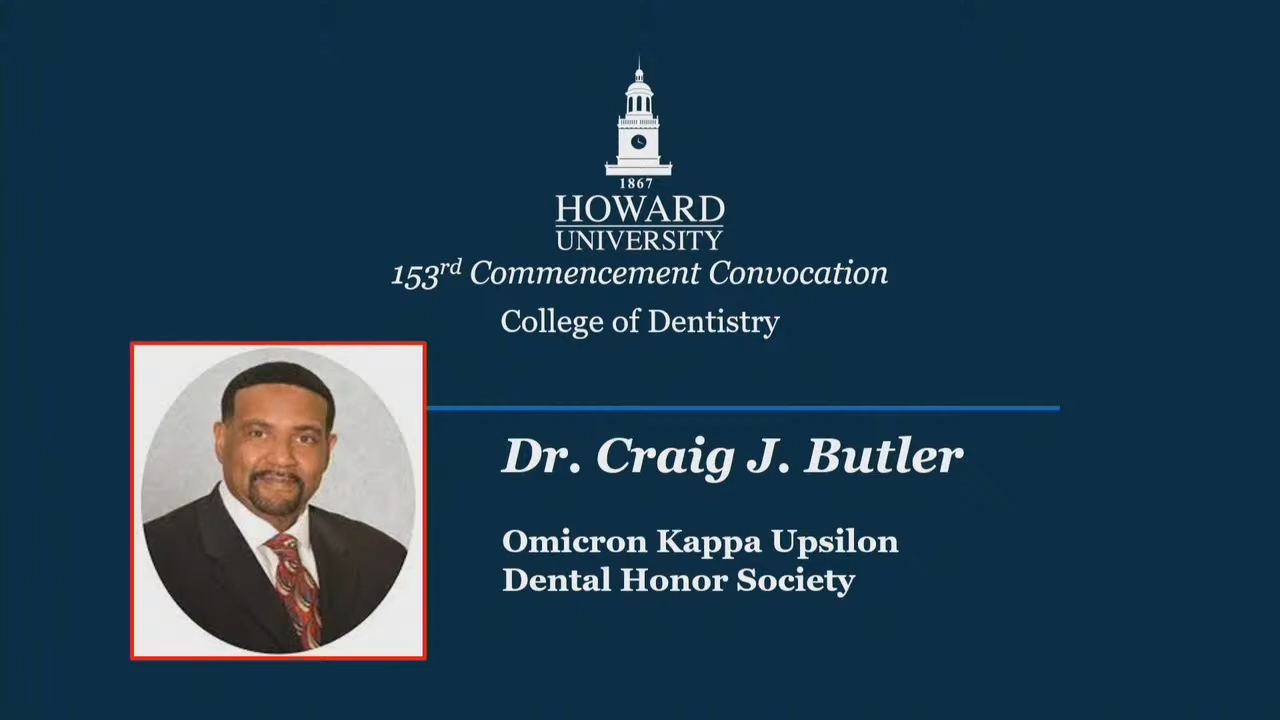 1867
HOWARD
UNIVERSITY
153rd Commencement Convocation
College of Dentistry
Dr. Craig J. Butler
Omicron Kappa Upsilon
Dental Honor Society